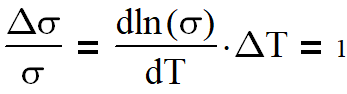 Δσ/σ = dln(σ)/dT · ΔT = 1